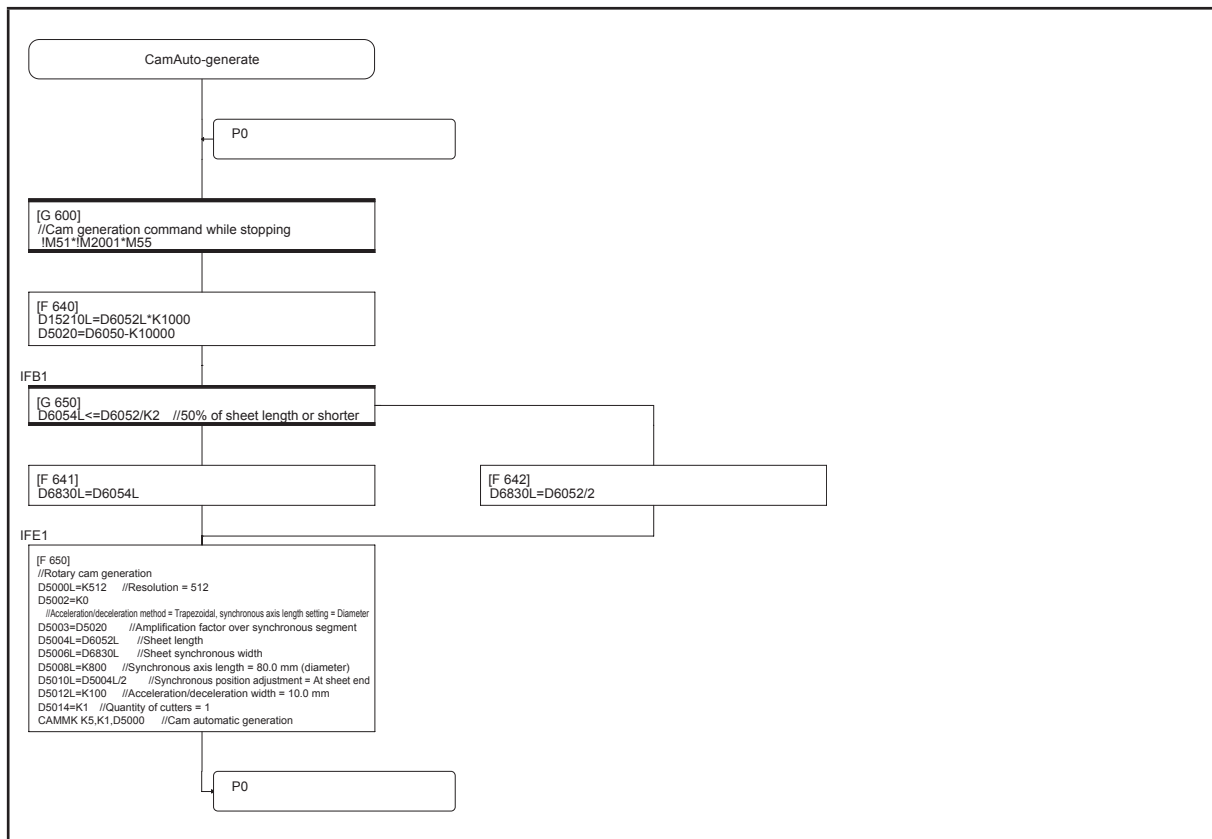 CamAuto-generate
P0
[G 600]
//Cam generation command while stopping
!M51*!M2001*M55
[F 640]
D15210L=D6052L*K1000
D5020=D6050-K10000
IFB1
[G 650]
D6054L<=D6052/K2 //50% of sheet length or shorter
[F 641]
D6830L=D6054L
[F 642]
D6830L=D6052/2
IFE1
[F 650]
//Rotary cam generation
D5000L=K512 //Resolution = 512
D5002=K0
//Acceleration/deceleration method = Trapezoidal, synchronous axis length setting = Diameter
D5003=D5020 //Amplification factor over synchronous segment
D5004L=D6052L //Sheet length
D5006L=D6830L //Sheet synchronous width
D5008L=K800 //Synchronous axis length = 80.0 mm (diameter)
D5010L=D5004L/2 //Synchronous position adjustment = At sheet end
D5012L=K100 //Acceleration/deceleration width = 10.0 mm
D5014=K1 //Quantity of cutters = 1
CAMMK K5,K1,D5000 //Cam automatic generation
P0